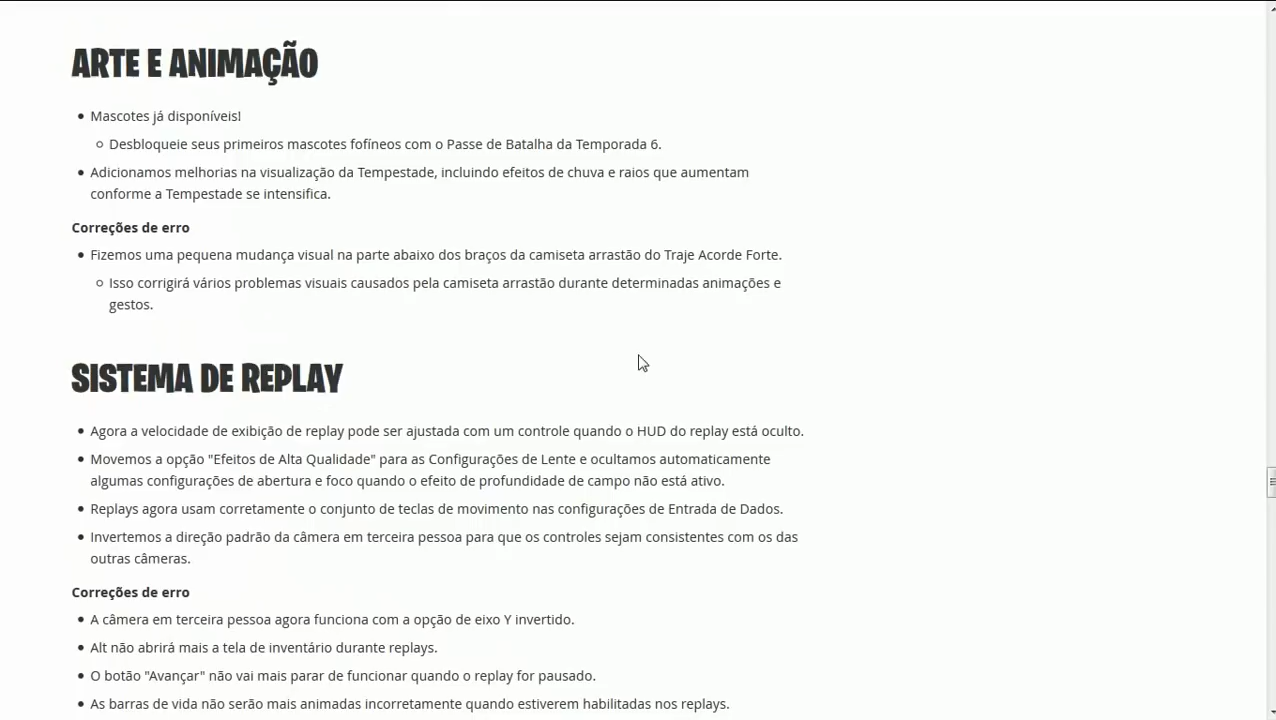 ARTE E ANIMAÇÃO
Mascotes já disponíveis!
Desbloqueie seus primeiros mascotes fofíneos com o Passe de Batalha da Temporada 6.
Adicionamos melhorias na visualização da Tempestade, incluindo efeitos de chuva e raios que aumentam
conforme a Tempestade se intensifica.
Correções de erro
Fizemos uma pequena mudança visual na parte abaixo dos braços da camiseta arrastão do Traje Acorde Forte.
Isso corrigirá vários problemas visuais causados pela camiseta arrastão durante determinadas animações e
gestos.
SISTEMA DE REPLAY
Agora a velocidade de exibição de replay pode ser ajustada com um controle quando o HUD do replay está oculto.
Movemos a opção "Efeitos de Alta Qualidade" para as Configurações de Lente e ocultamos automaticamente
algumas configurações de abertura e foco quando o efeito de profundidade de campo não está ativo.
Replays agora usam corretamente o conjunto de teclas de movimento nas configurações de Entrada de Dados.
Invertemos a direção padrão da câmera em terceira pessoa para que os controles sejam consistentes com os das
outras câmeras.
Correções de erro
A câmera em terceira pessoa agora funciona com a opção de eixo Y invertido.
Alt não abrirá mais a tela de inventário durante replays.
O botão "Avançar" não vai mais parar de funcionar quando o replay for pausado.
As barras de vida não serão mais animadas incorretamente quando estiverem habilitadas nos replays.